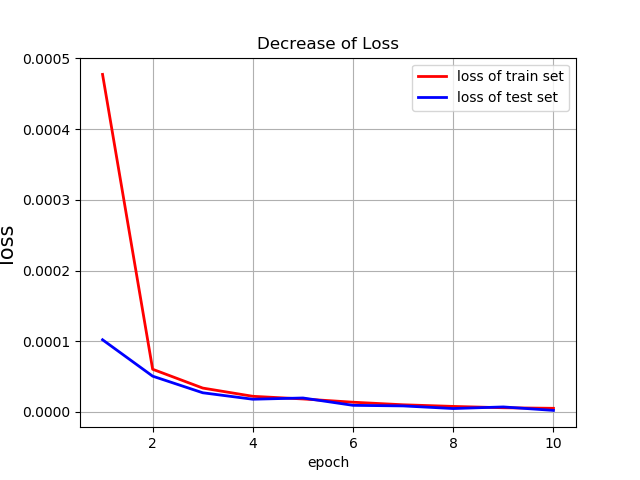 Decrease of Loss
0.0005
0.0004
0.0003
0.0002
0.0001
0.0000
loss
loss of train set
loss of test set
2 4 6 8 10
epoch